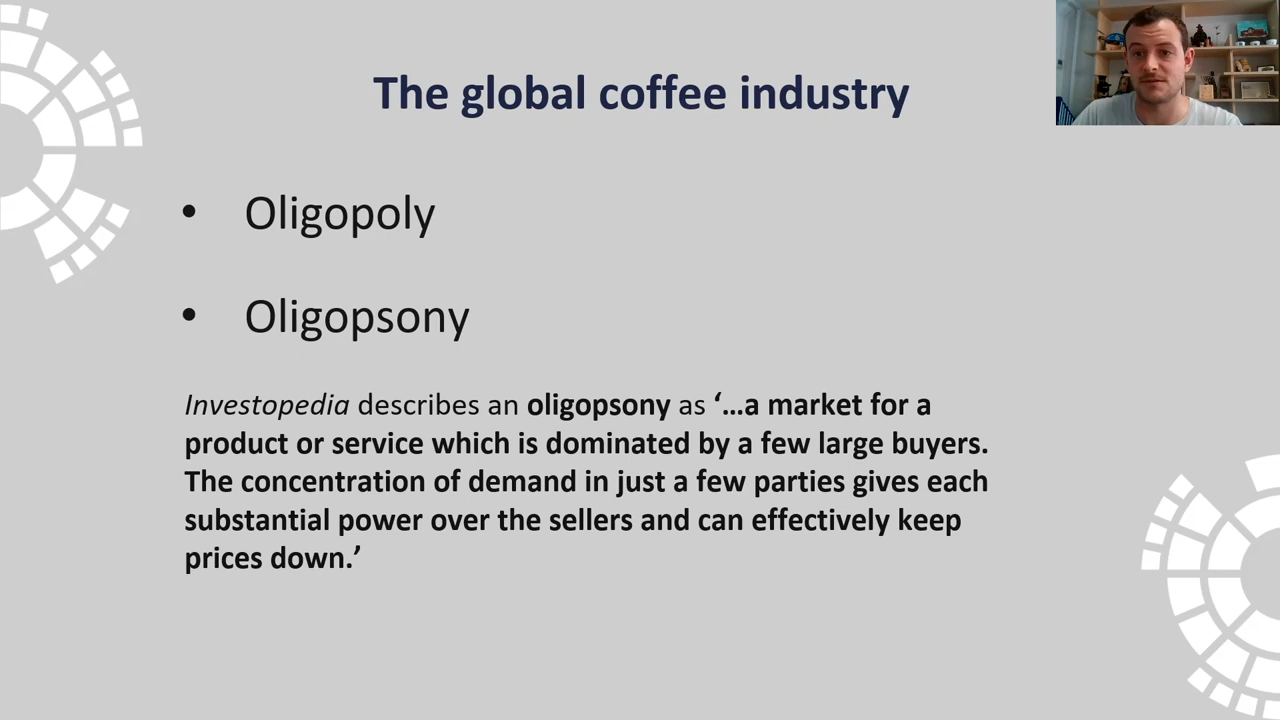 The global coffee industry
• Oligopoly
• Oligopsony
Investopedia describes an oligopsony as ‘…a market for a
product or service which is dominated by a few large buyers.
The concentration of demand in just a few parties gives each
substantial power over the sellers and can effectively keep
prices down.’